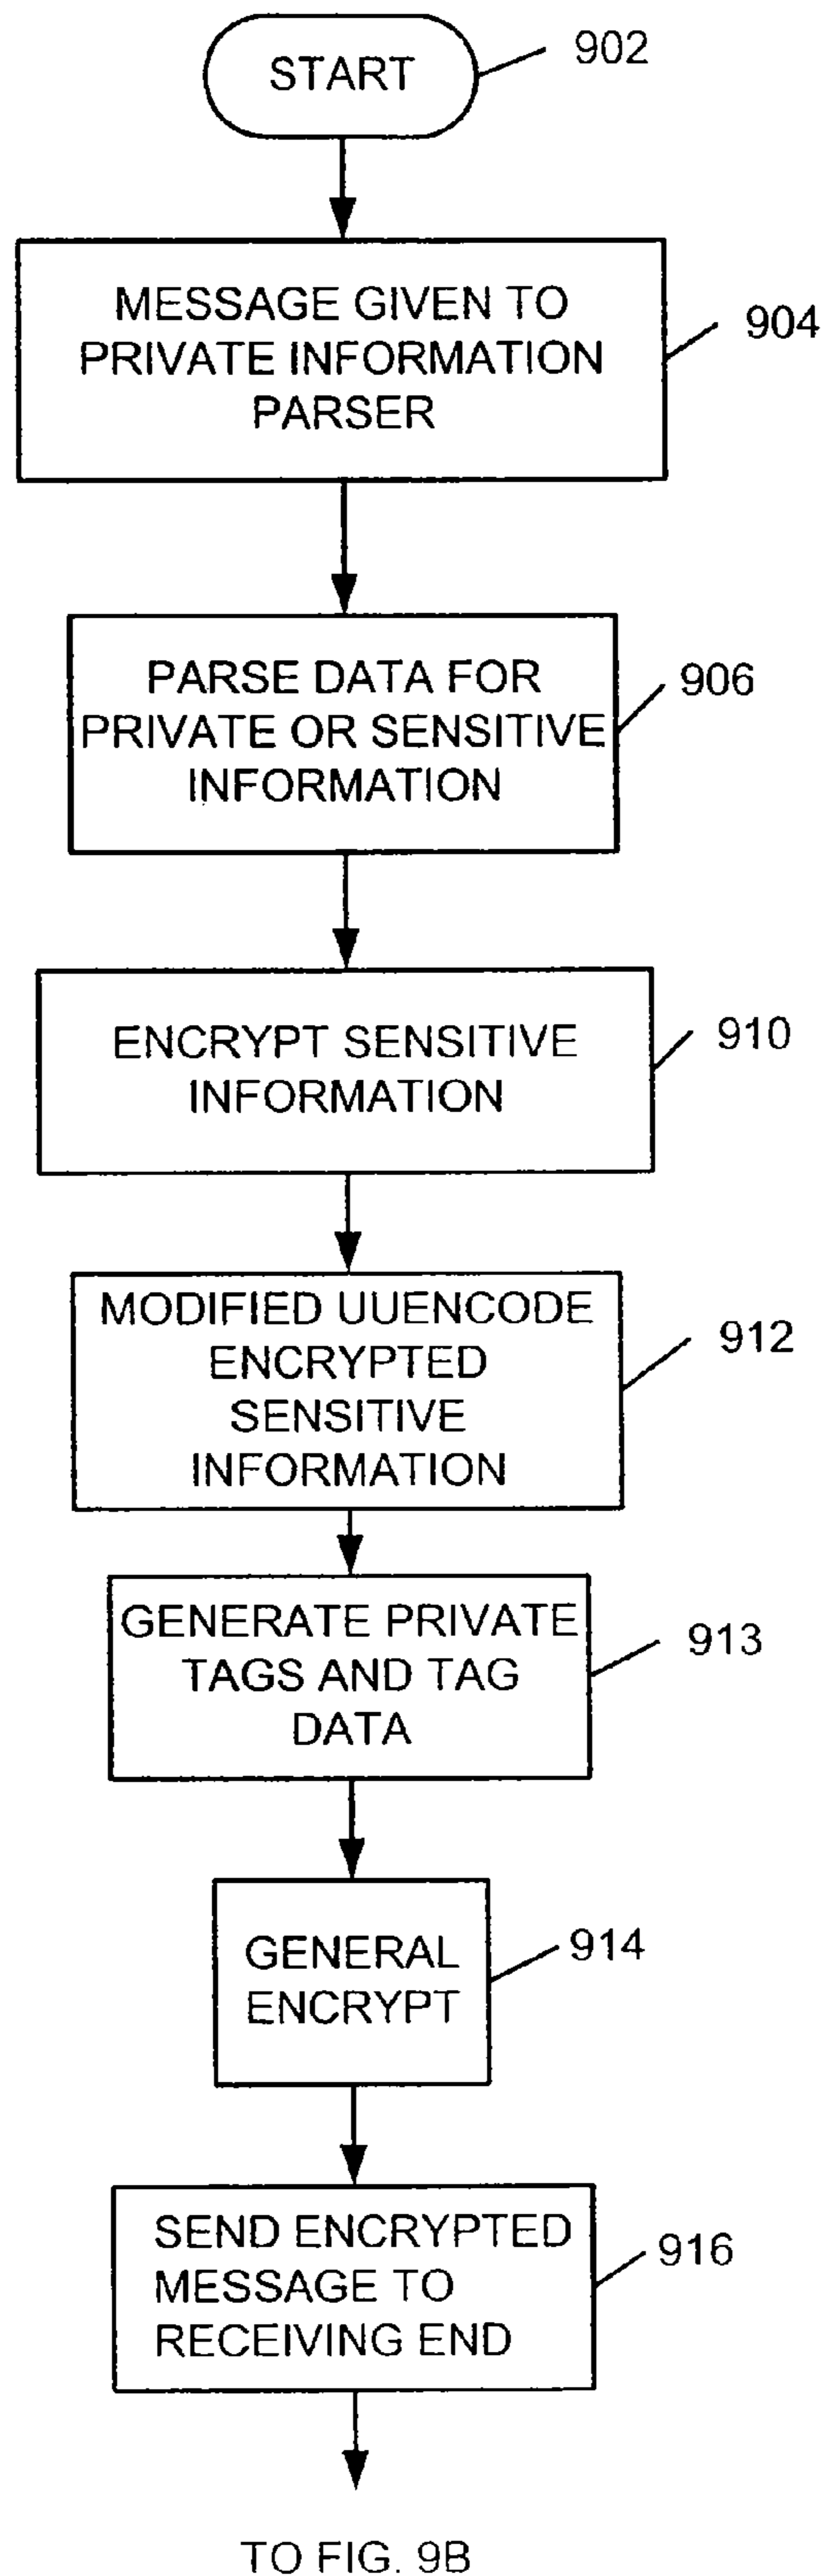 START
902
MESSAGE GIVEN TO
PRIVATE INFORMATION
PARSER
904
PARSE DATA FOR
PRIVATE OR SENSITIVE
INFORMATION
906
ENCRYPT SENSITIVE
INFORMATION
910
MODIFIED UUENCODE
ENCRYPTED
SENSITIVE
INFORMATION
912
GENERATE PRIVATE
TAGS AND TAG
DATA
913
GENERAL
ENCRYPT
914
SEND ENCRYPTED
MESSAGE TO
RECEIVING END
916
TO FIG. 9B